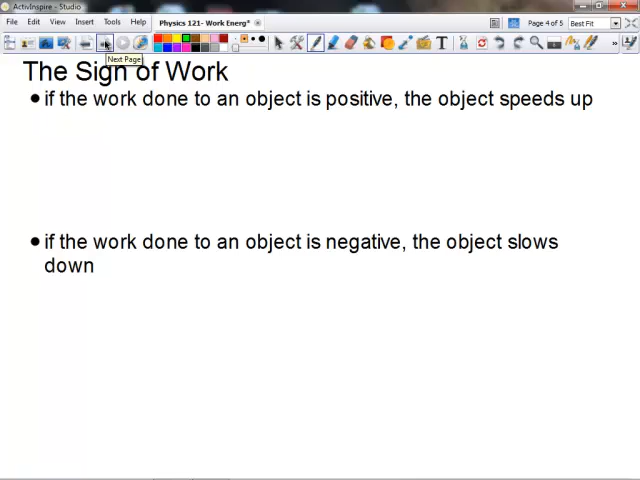 ActivInspire - Studio
File Edit View Insert Tools Help Physics 121- Work Energ* Page 4 of 5 Best Fit
Next Page
The Sign of Work
• if the work done to an object is positive, the object speeds up
• if the work done to an object is negative, the object slows
down